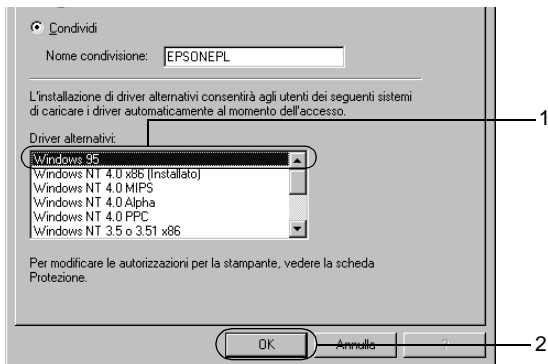 Condividi
Nome condivisione: EPSONEPL
L'installazione di driver alternativi consentirà agli utenti dei seguenti sistemi
di caricare i driver automaticamente al momento dell'accesso.
1
Driver alternativi:
Windows 95
Windows NT 4.0 x86 (Installato)
Windows NT 4.0 MIPS
Windows NT 4.0 Alpha
Windows NT 4.0 PPC
Windows NT 3.5 o 3.51 x86
Per modificare le autorizzazioni per la stampante, vedere la scheda
Protezione.
OK Annulla ? 2